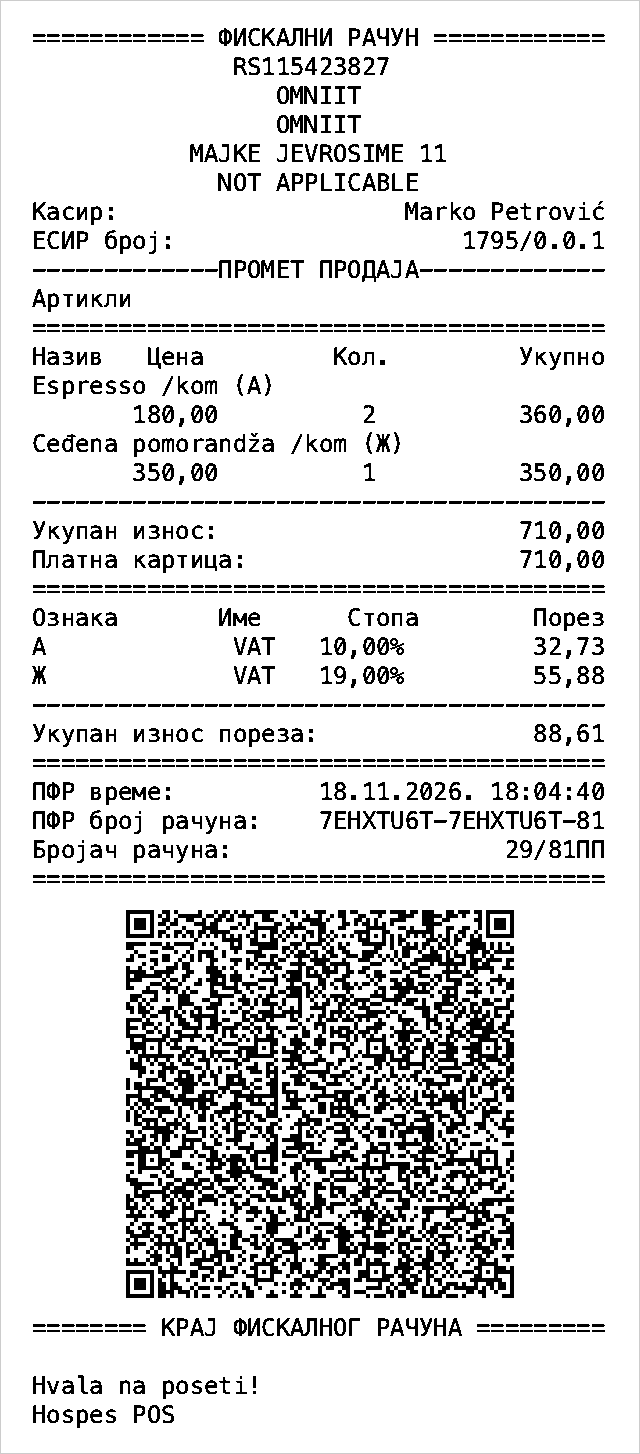 ============ ФИСКАЛНИ РАЧУН ============
RS115423827
OMNIIT
OMNIIT
MAJKE JEVROSIME 11
NOT APPLICABLE
Касир: Marko Petrović
ЕСИР број: 1795/0.0.1
-------------ПРОМЕТ ПРОДАЈА-------------
Артикли
========================================
Назив Цена Кол. Укупно
Espresso /kom (А)
180,00 2 360,00
Ceđena pomorandža /kom (Ж)
350,00 1 350,00
----------------------------------------
Укупан износ: 710,00
Платна картица: 710,00
========================================
Ознака Име Стопа Порез
А VAT 10,00% 32,73
Ж VAT 19,00% 55,88
----------------------------------------
Укупан износ пореза: 88,61
========================================
ПФР време: 18.11.2026. 18:04:40
ПФР број рачуна: 7EHXTU6T-7EHXTU6T-81
Бројач рачуна: 29/81ПП
========================================
======== КРАЈ ФИСКАЛНОГ РАЧУНА =========
Hvala na poseti!
Hospes POS